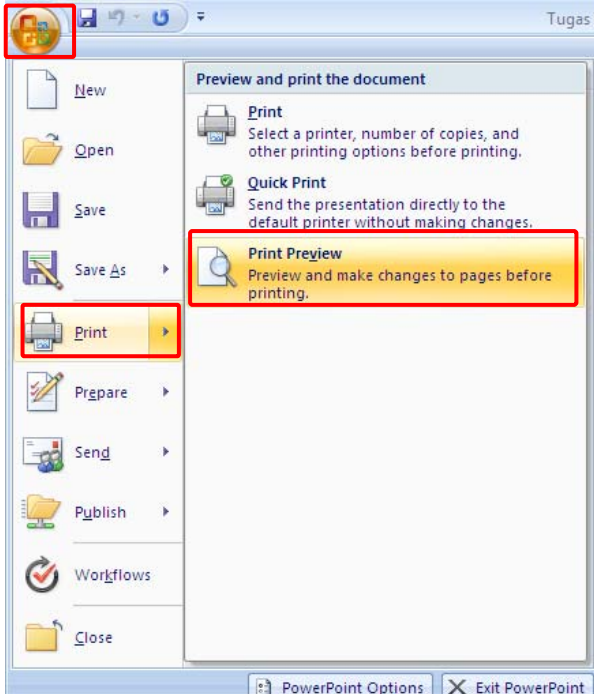 Tugas
New
Open
Save
Save As
Print
Prepare
Send
Publish
Workflows
Close
Preview and print the document
Print
Select a printer, number of copies, and
other printing options before printing.
Quick Print
Send the presentation directly to the
default printer without making changes.
Print Preview
Preview and make changes to pages before
printing.
PowerPoint Options
Exit PowerPoint